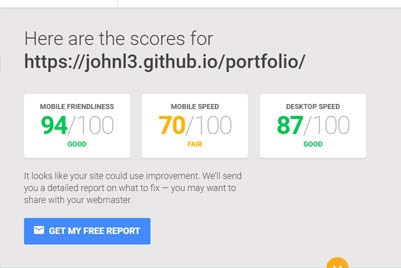 Here are the scores for
https://johnl3.github.io/portfolio/
MOBILE FRIENDLINESS
94/100
GOOD
MOBILE SPEED
70/100
FAIR
DESKTOP SPEED
87/100
GOOD
It looks like your site could use improvement. We'll send
you a detailed report on what to fix — you may want to
share with your webmaster.
GET MY FREE REPORT